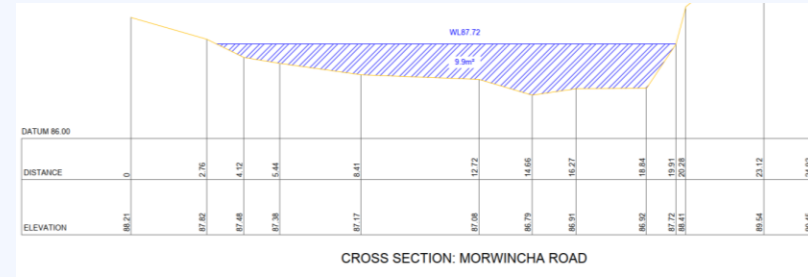 WL87.72
9.9m²
DATUM 86.00
DISTANCE 0 2.76 4.12 5.44 8.41 12.72 14.66 16.27 18.84 19.91 20.28 23.12
ELEVATION 88.21 87.82 87.48 87.38 87.17 87.08 86.79 86.91 86.92 87.72 88.41 89.54
CROSS SECTION: MORWINCHA ROAD